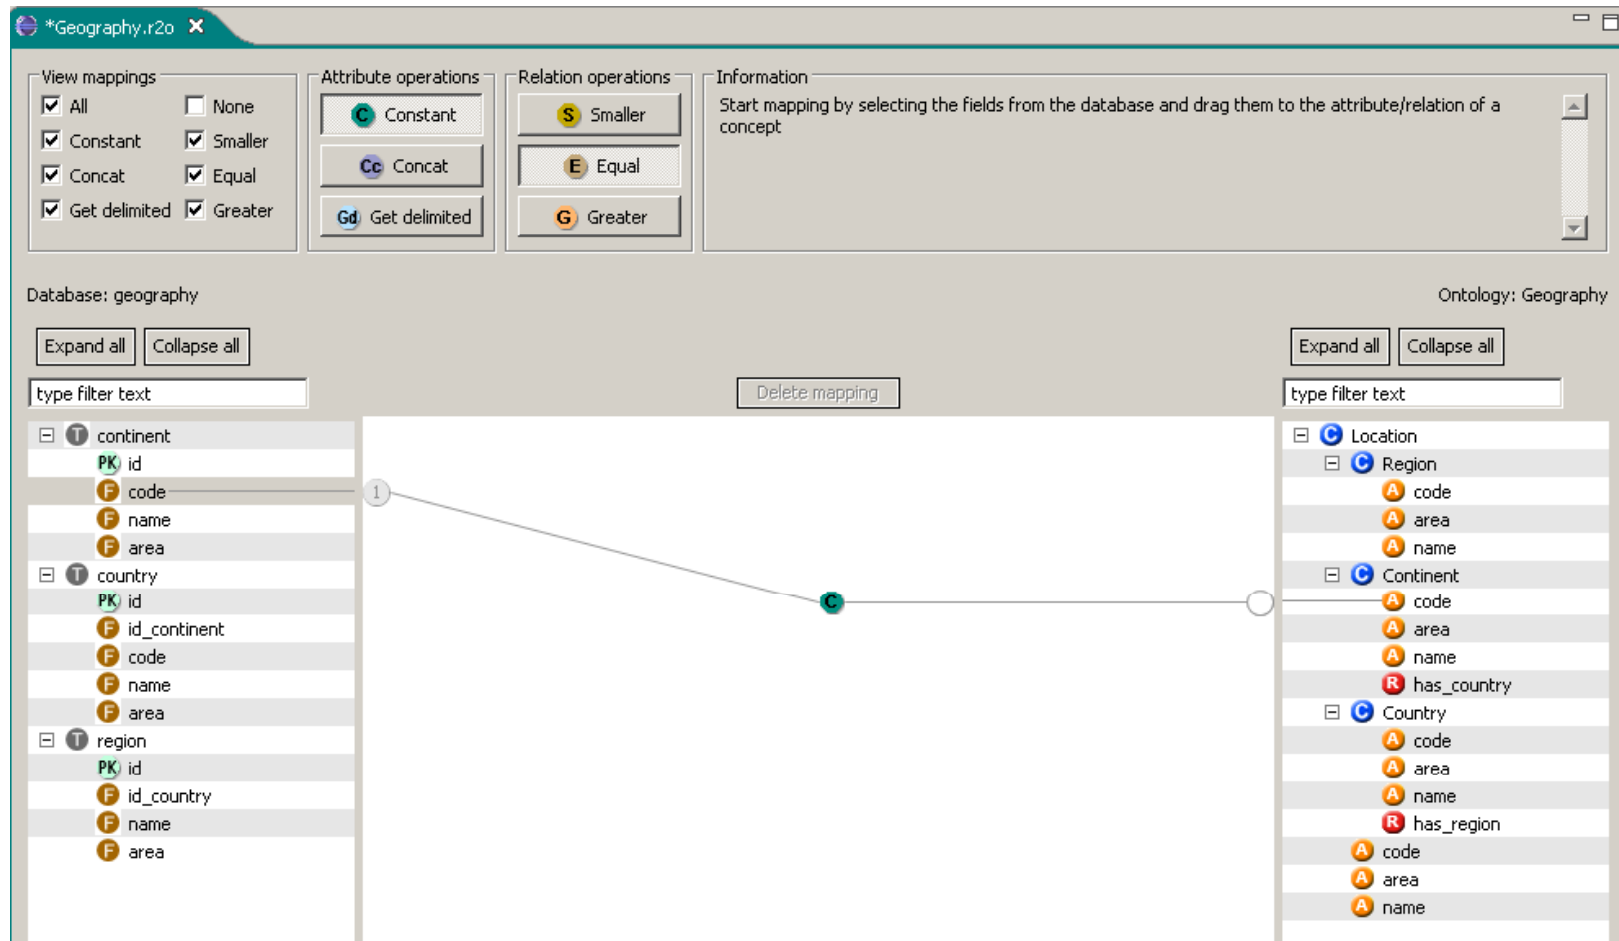 *Geography.r2o
View mappings
All None
Constant Smaller
Concat Equal
Get delimited Greater
Attribute operations
C Constant
Cc Concat
Gd Get delimited
Relation operations
S Smaller
E Equal
G Greater
Information
Start mapping by selecting the fields from the database and drag them to the attribute/relation of a
concept
Database: geography
Ontology: Geography
Expand all Collapse all
Expand all Collapse all
type filter text
Delete mapping
type filter text
T continent
PK id
F code
F name
F area
T country
PK id
F id_continent
F code
F name
F area
T region
PK id
F id_country
F name
F area
1
C
C Location
C Region
A code
A area
A name
C Continent
A code
A area
A name
R has_country
C Country
A code
A area
A name
R has_region
A code
A area
A name